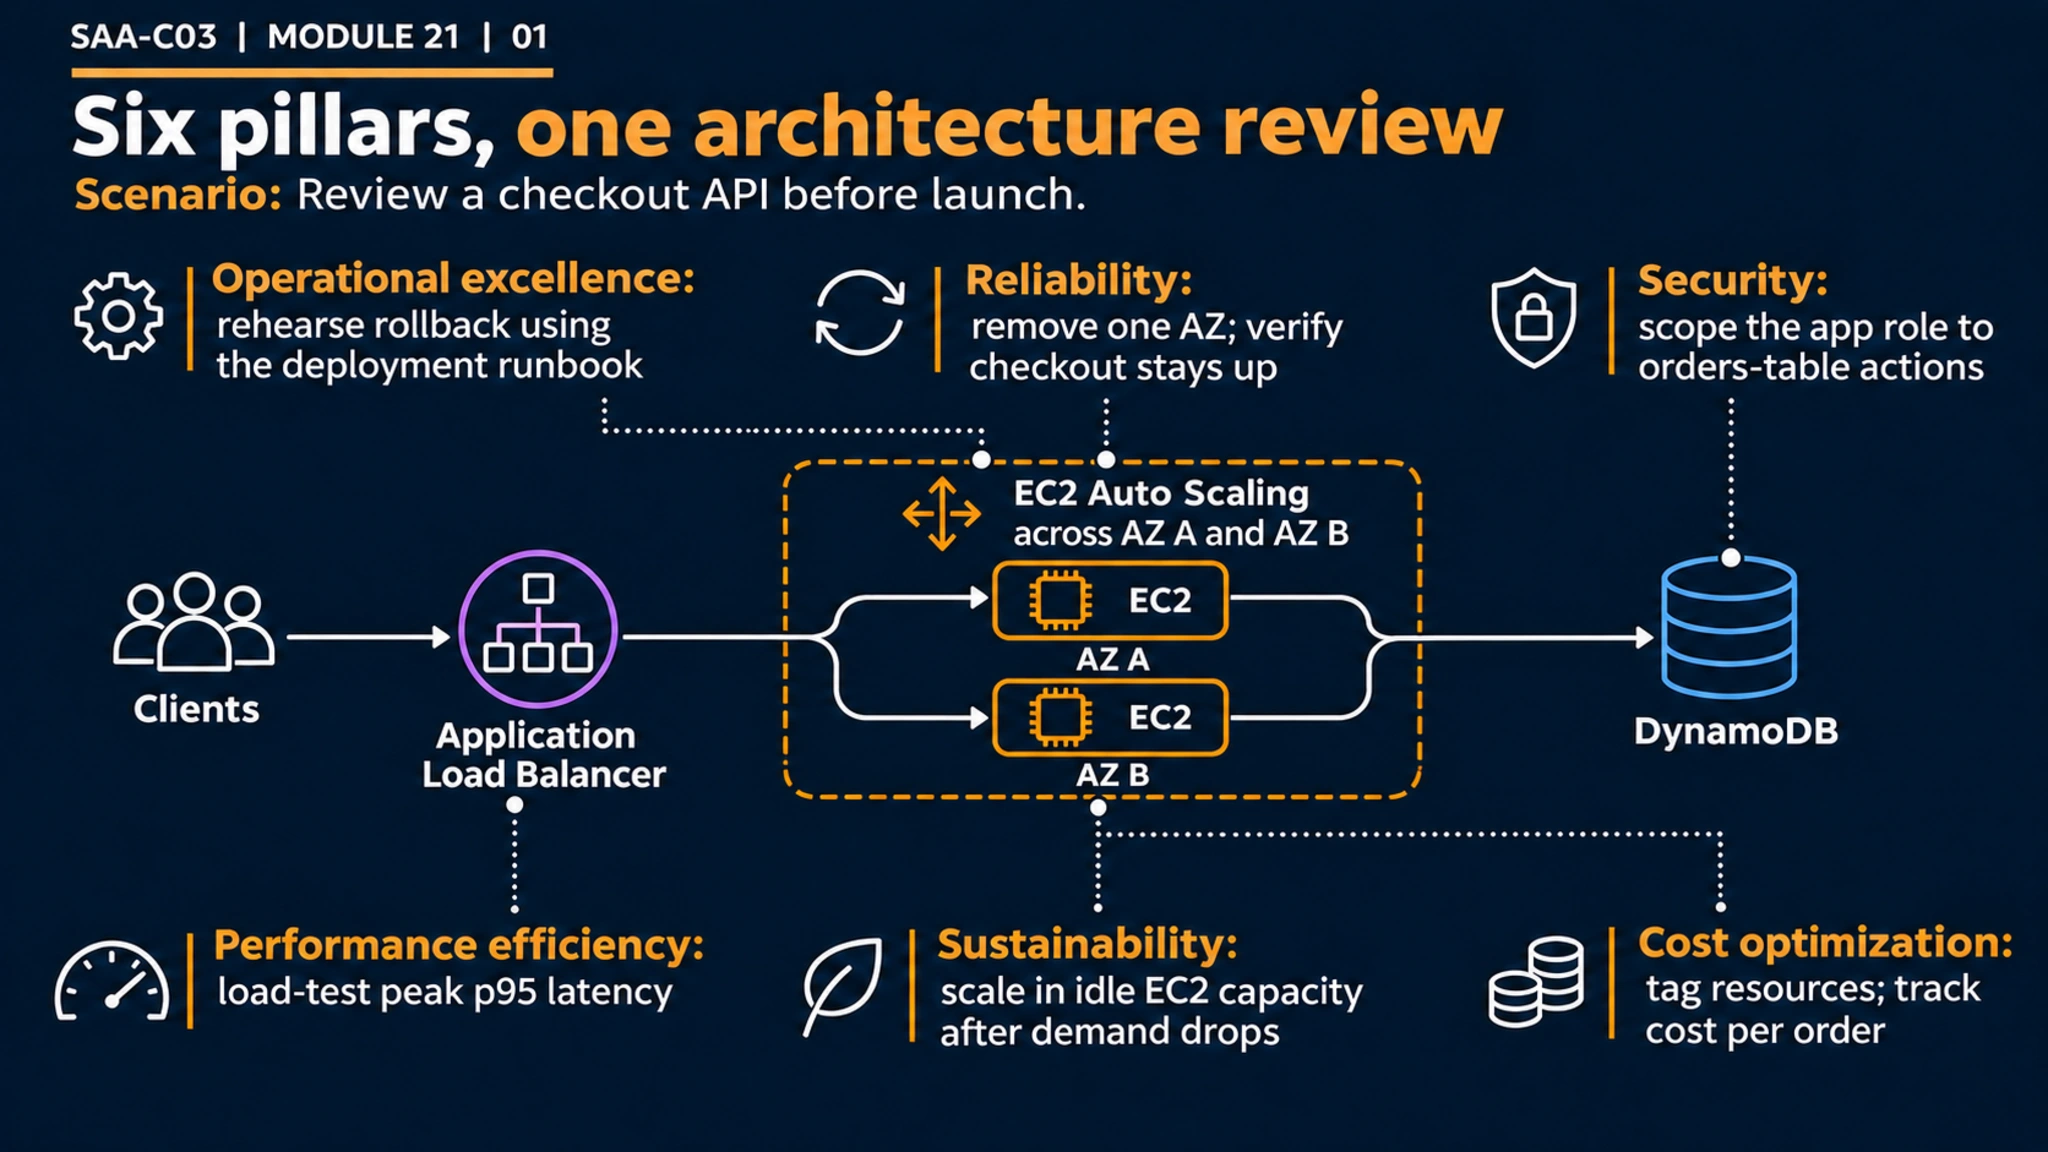 SAA-C03 | MODULE 21 | 01
Six pillars, one architecture review
Scenario: Review a checkout API before launch.
Operational excellence:
rehearse rollback using
the deployment runbook
Reliability:
remove one AZ; verify
checkout stays up
Security:
scope the app role to
orders-table actions
EC2 Auto Scaling
across AZ A and AZ B
EC2
AZ A
EC2
AZ B
Clients
Application
Load Balancer
DynamoDB
Performance efficiency:
load-test peak p95 latency
Sustainability:
scale in idle EC2 capacity
after demand drops
Cost optimization:
tag resources; track
cost per order